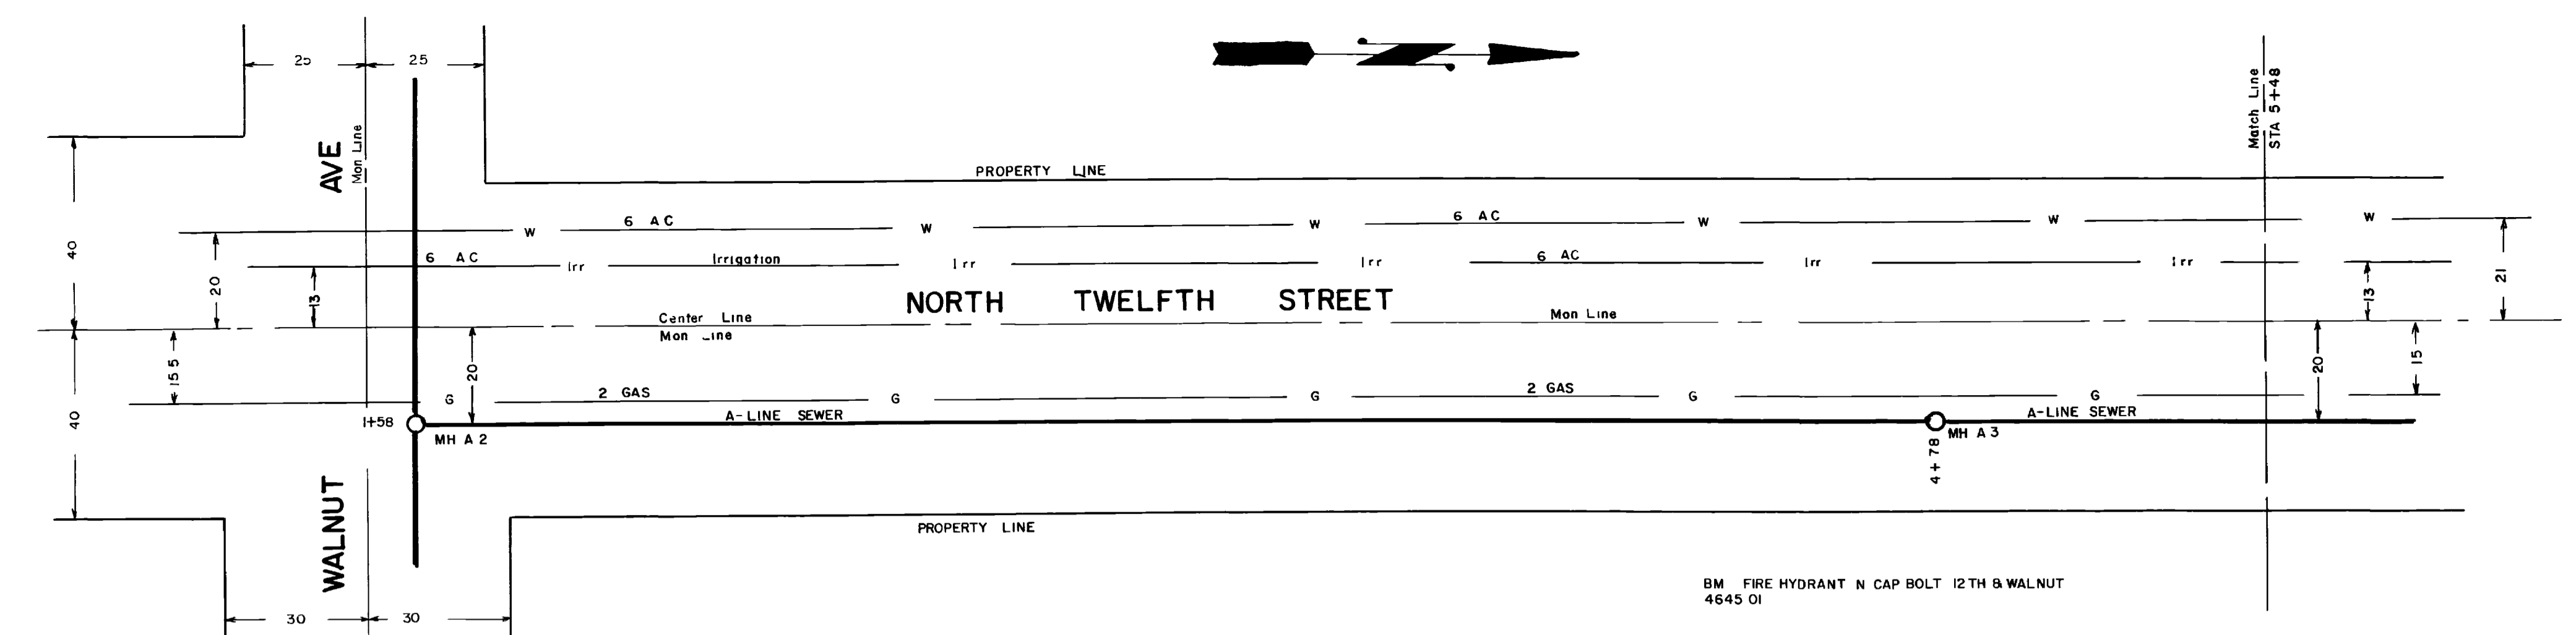 25 25
Match Line
STA 5+48
Mon Line
WALNUT AVE
PROPERTY LINE
6 AC 6 AC
W W W W W W
6 AC Irrigation 6 AC
Irr Irr Irr Irr Irr
40 20 13 13 21
NORTH TWELFTH STREET
Center Line Mon Line
Mon Line
15 5 20 20 15
2 GAS 2 GAS
G G G G G
A-LINE SEWER A-LINE SEWER
40
1+58
MH A 2
MH A 3
4+78
PROPERTY LINE
BM FIRE HYDRANT N CAP BOLT 12TH & WALNUT
4645 01
30 30